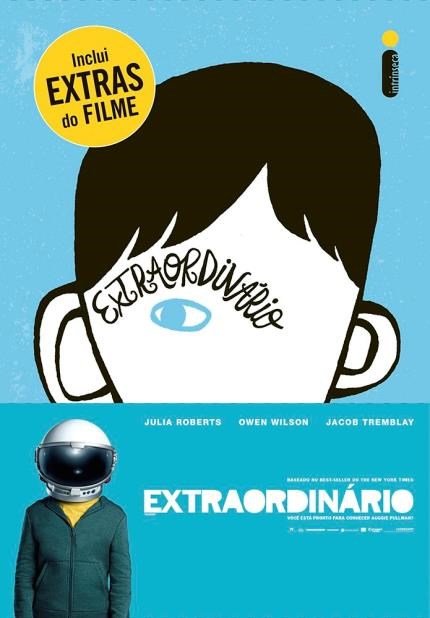 Inclui
EXTRAS
do FILME
intrínseca
EXTRAORDINÁRIO
JULIA ROBERTS OWEN WILSON JACOB TREMBLAY
BASEADO NO BEST-SELLER DO THE NEW YORK TIMES
EXTRAORDINÁRIO
VOCÊ ESTÁ PRONTO PARA CONHECER AUGGIE PULLMAN?